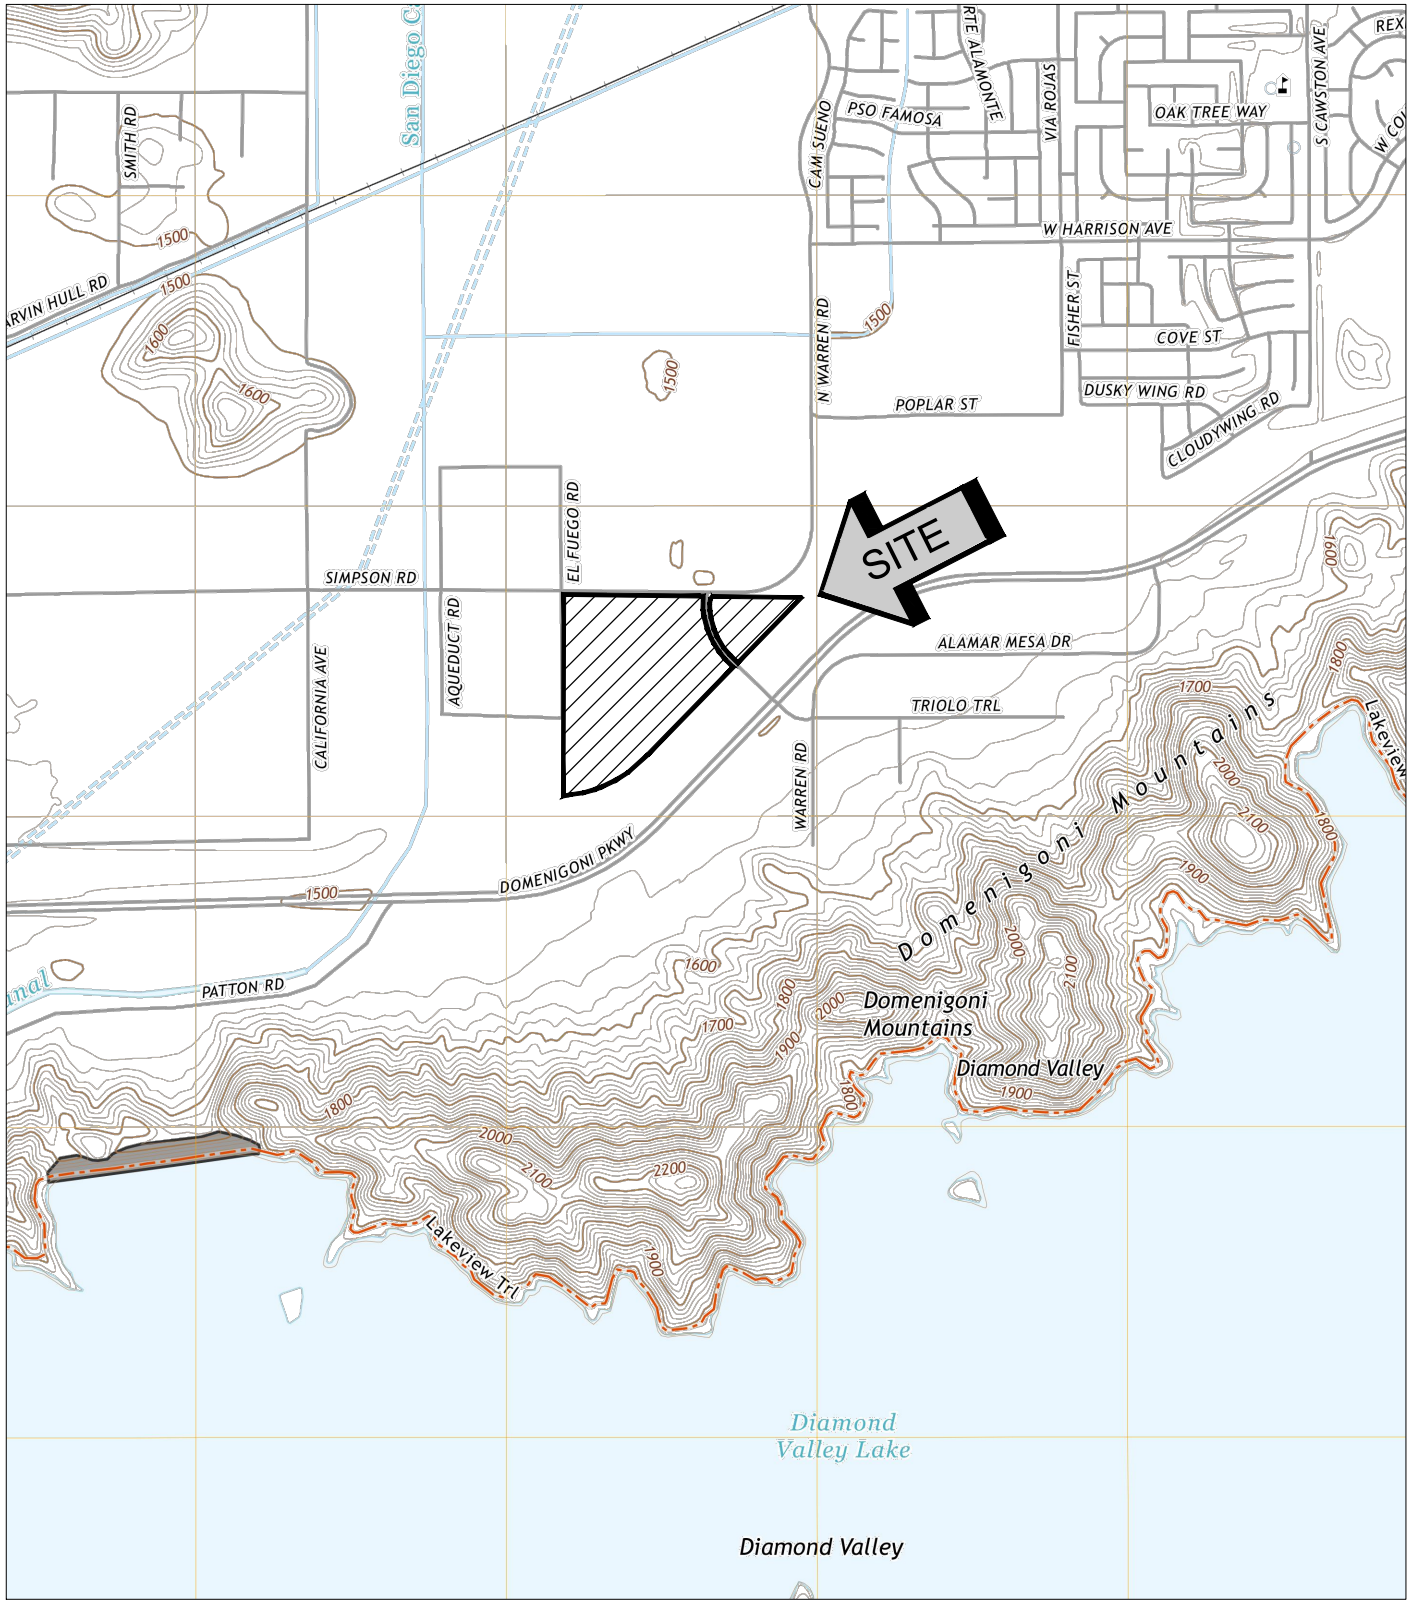 San Diego Ca
RTE ALAMONTE
REX
SMITH RD
CAM SUENO
PSO FAMOSA
VIA ROJAS
OAK TREE WAY
S CAWSTON AVE
W COL
1500
W HARRISON AVE
ARVIN HULL RD
1500
1600
1600
1500
N WARREN RD
1500
FISHER ST
COVE ST
DUSKY WING RD
POPLAR ST
CLOUDYWING RD
EL FUEGO RD
SITE
1600
SIMPSON RD
AQUEDUCT RD
CALIFORNIA AVE
ALAMAR MESA DR
1800
1700
TRIOLO TRL
Lakeview
WARREN RD
2000
2100
1800
Domenigoni Mountains
DOMENIGONI PKWY
1900
1500
2000
2100
1600
anal
PATTON RD
1800
2000
Domenigoni
Mountains
1700
1900
Diamond Valley
1800
1900
1800
2000
2100
2200
Lakeview Trl
1900
Diamond
Valley Lake
Diamond Valley